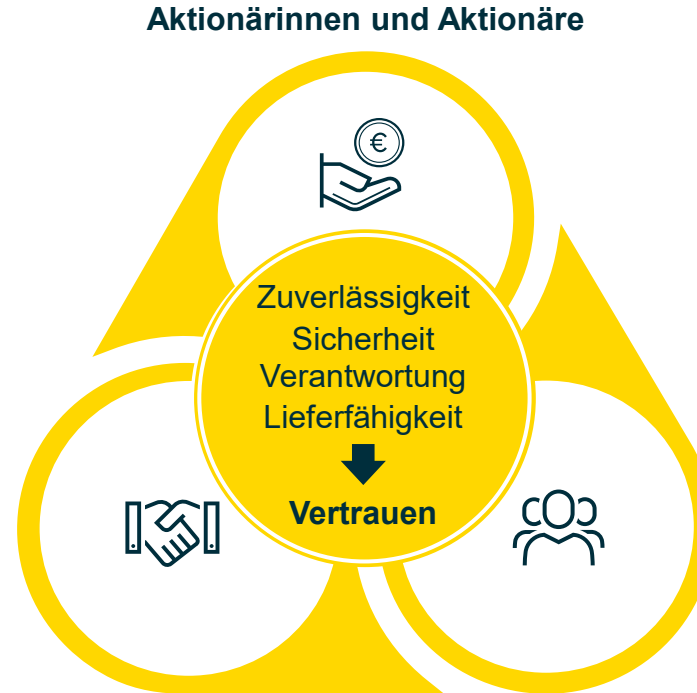 Aktionärinnen und Aktionäre
€
Zuverlässigkeit
Sicherheit
Verantwortung
Lieferfähigkeit
Vertrauen